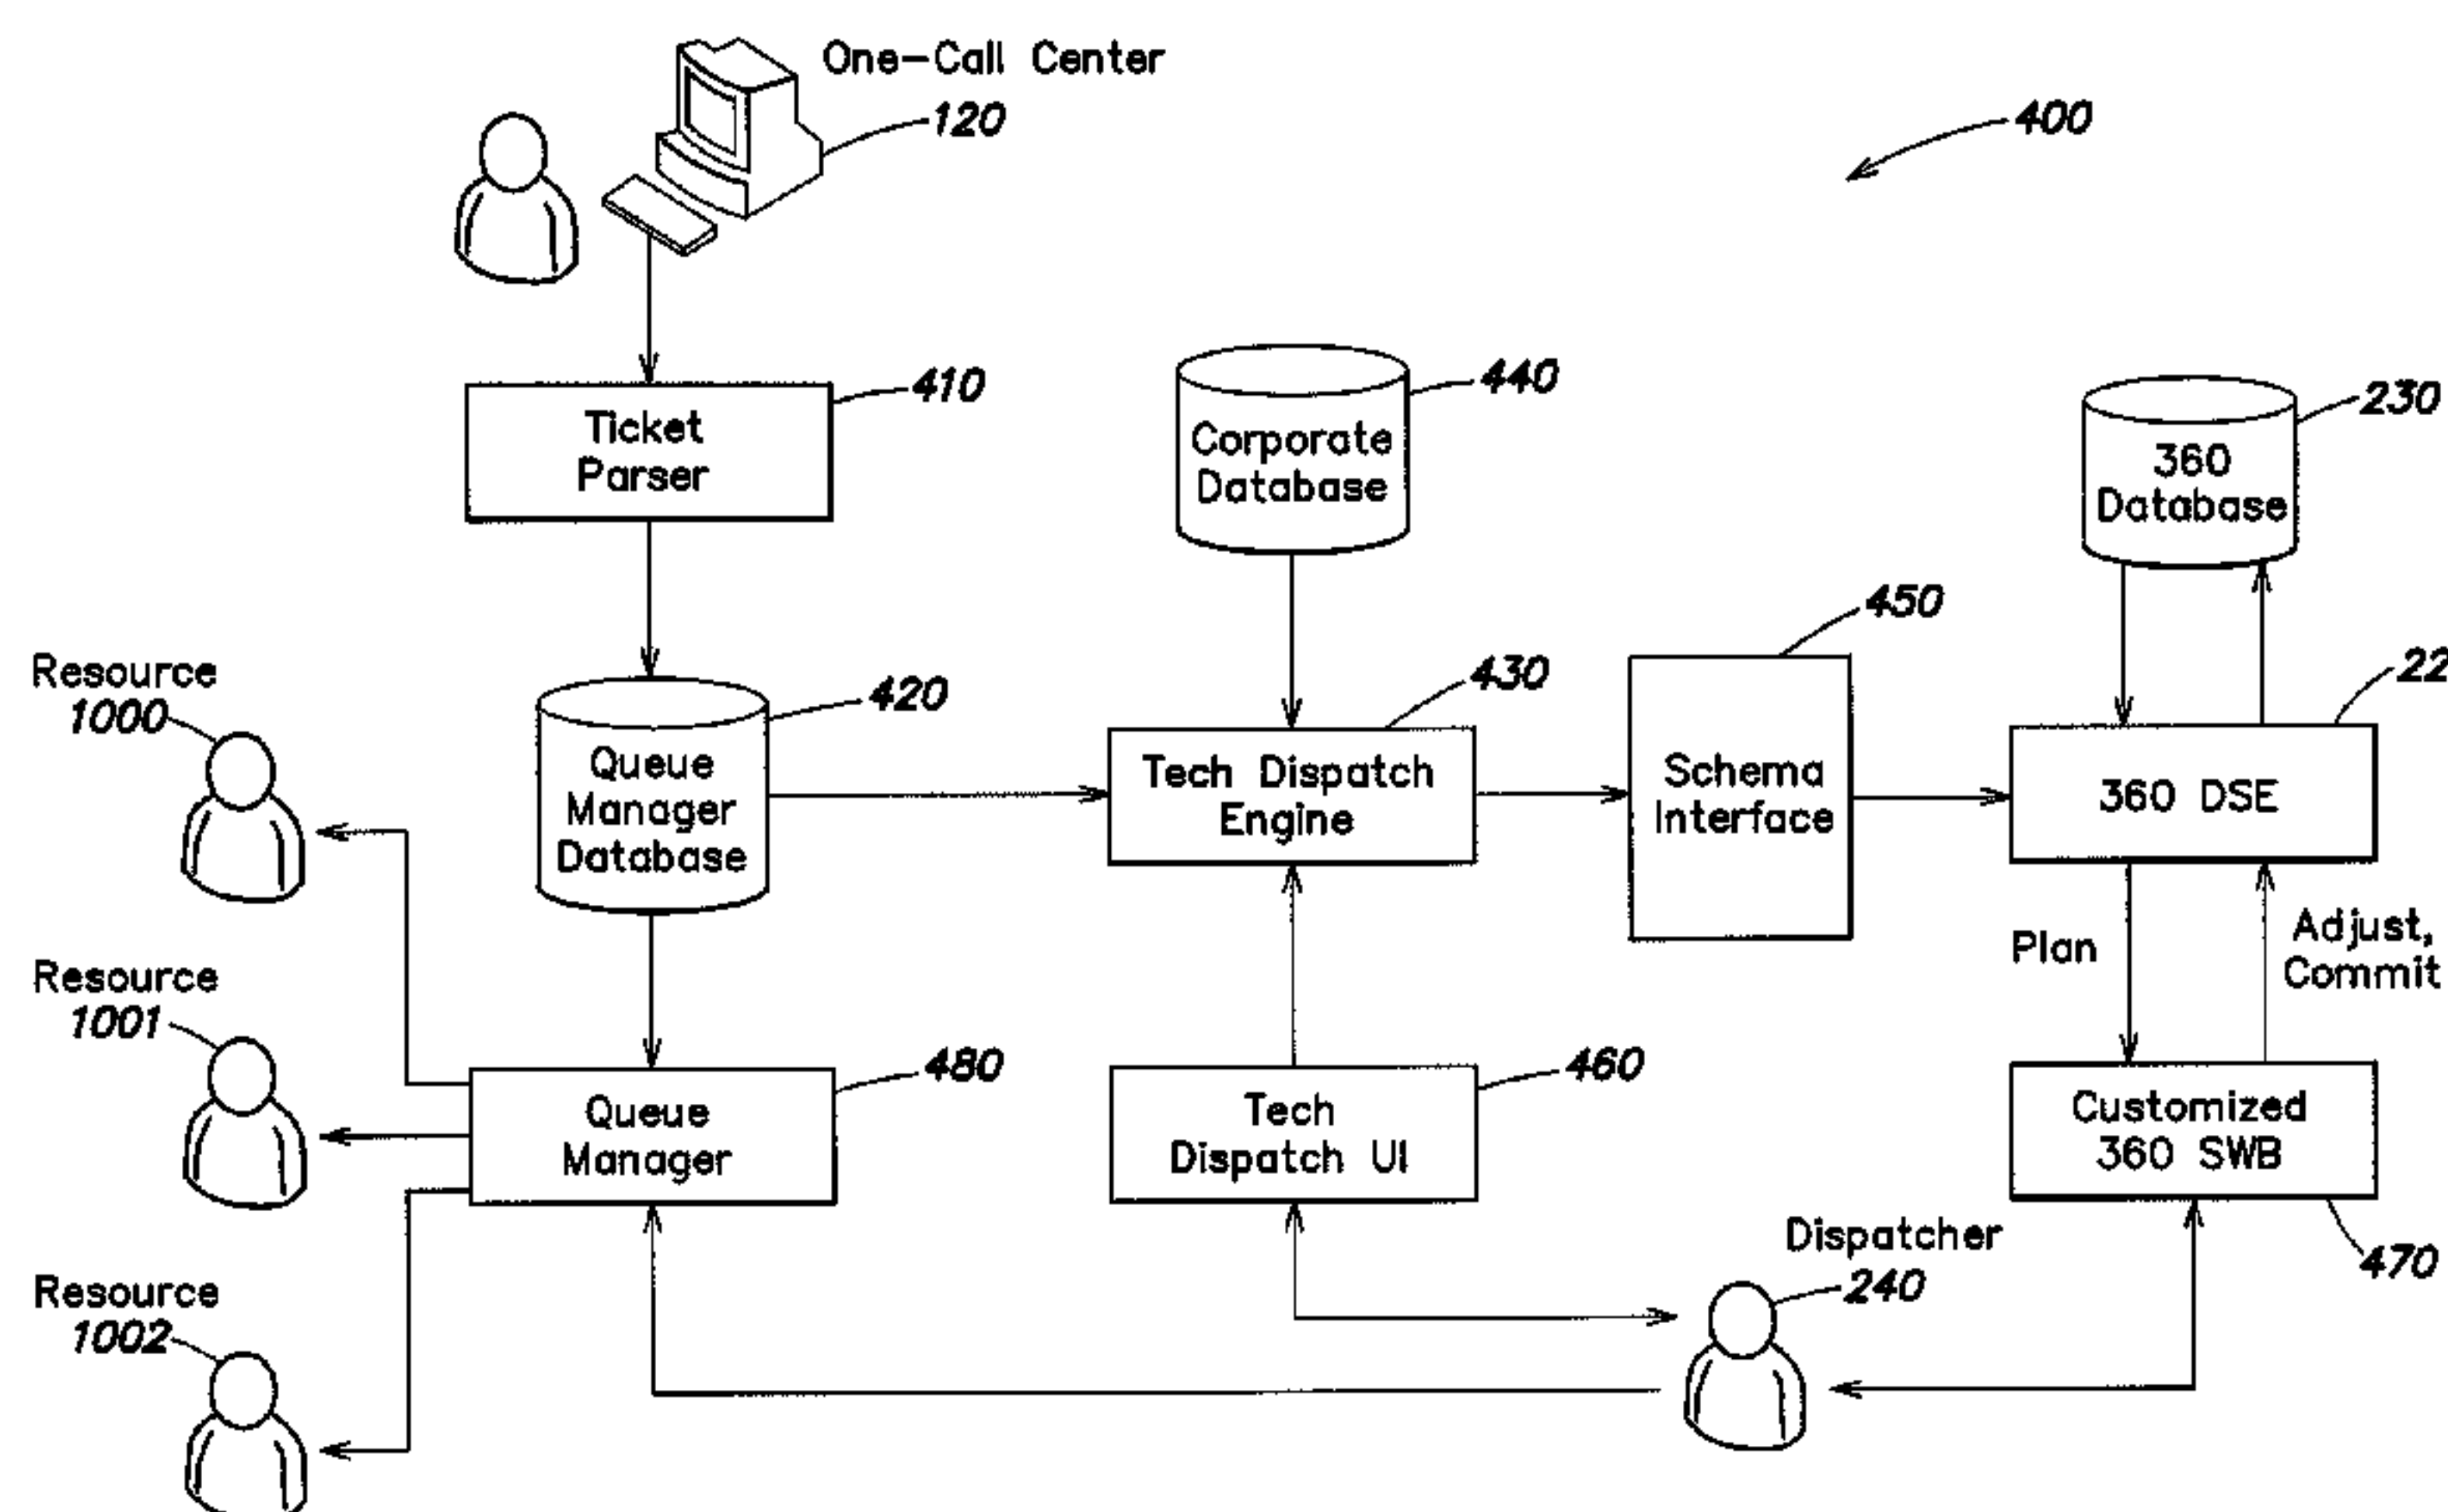 One-Call Center
120
400
Ticket
Parser
410
Corporate
Database
440
360
Database
230
Resource
1000
Queue
Manager
Database
420
Tech Dispatch
Engine
430
Schema
Interface
450
360 DSE
22
Plan
Adjust,
Commit
Resource
1001
Queue
Manager
480
Tech
Dispatch UI
460
Customized
360 SWB
470
Dispatcher
240
Resource
1002